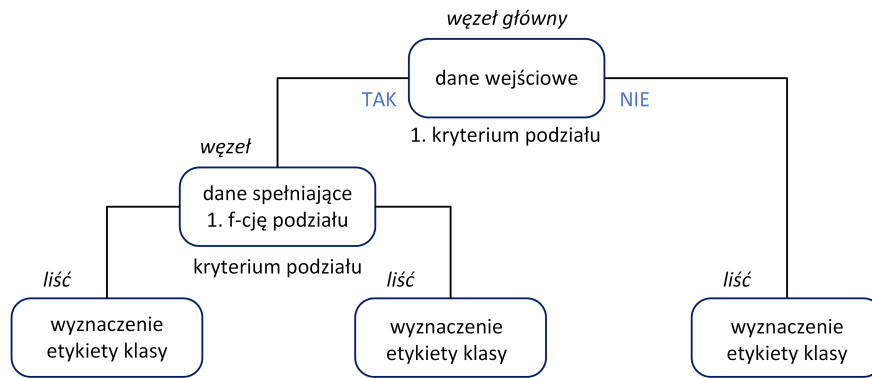 węzeł główny
dane wejściowe
TAK
NIE
1. kryterium podziału
węzeł
dane spełniające
1. f-cję podziału
kryterium podziału
liść
liść
liść
wyznaczenie
etykiety klasy
wyznaczenie
etykiety klasy
wyznaczenie
etykiety klasy